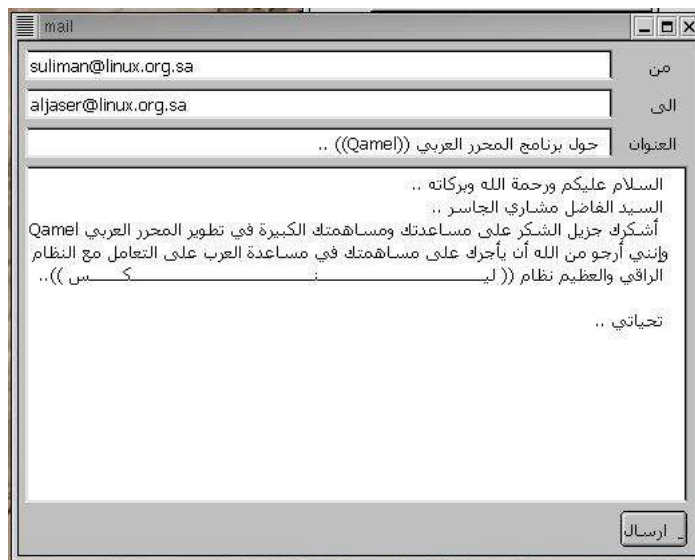 mail
من suliman@linux.org.sa
الى aljaser@linux.org.sa
العنوان حول برنامج المحرر العربي ((Qamel)) ..
السلام عليكم ورحمة الله وبركاته ..
السيد الفاضل مشاري الجاسر ..
أشكرك جزيل الشكر على مساعدتك ومساهمتك الكبيرة في تطوير المحرر العربي Qamel
وإنني أرجو من الله أن يأجرك على مساهمتك في مساعدة العرب على التعامل مع النظام
الراقي والعظيم نظام (( ليـــــــــــــــنـــــــــــــــكـــــس ))..
تحياتي ..
ارسال